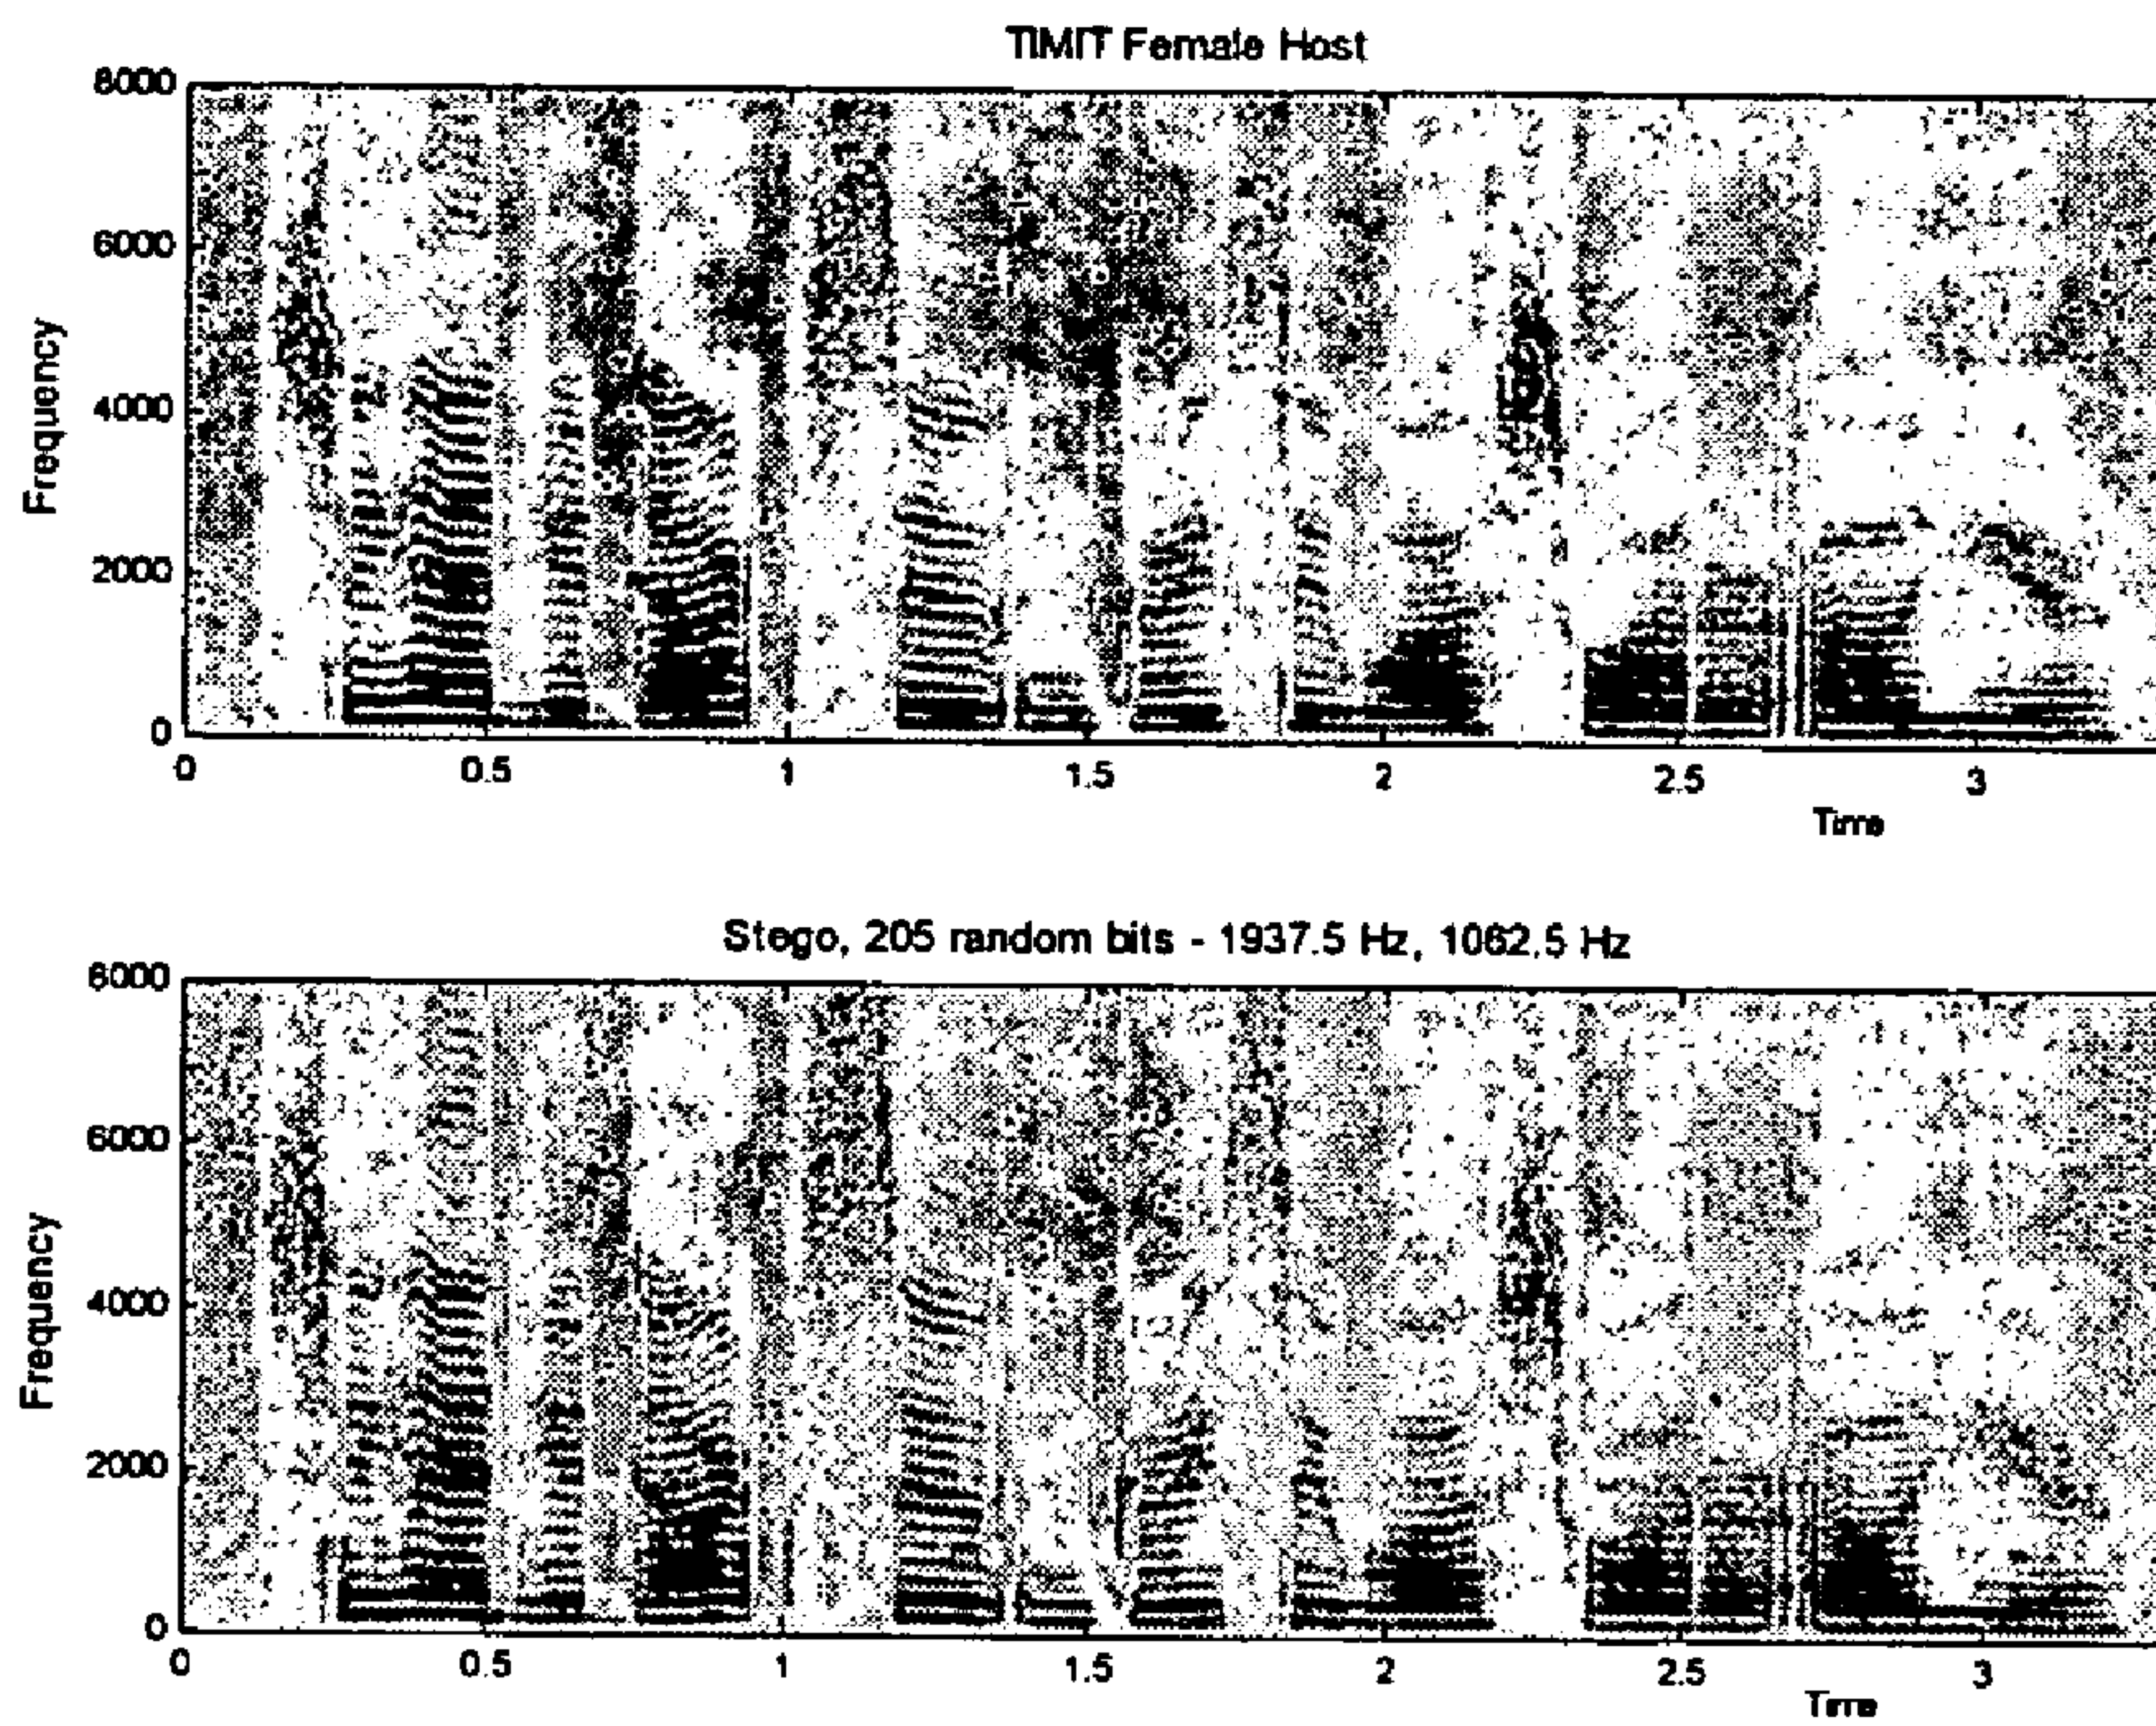 TIMIT Female Host
8000
6000
4000
2000
0
Frequency
0 0.5 1 1.5 2 2.5 3
Time
Stego, 205 random bits - 1937.5 Hz, 1062.5 Hz
8000
6000
4000
2000
0
Frequency
0 0.5 1 1.5 2 2.5 3
Time